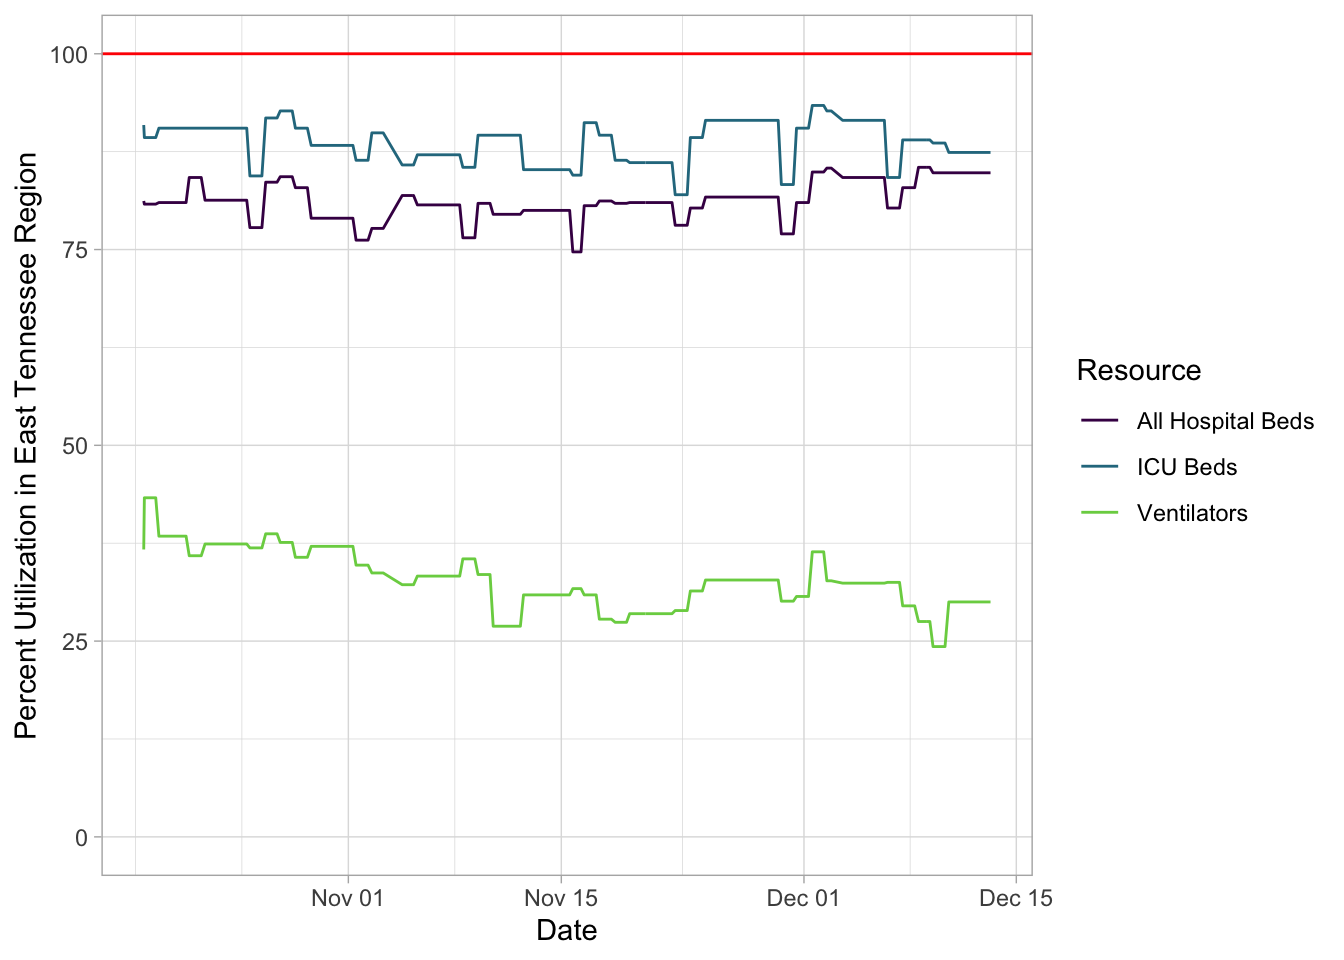 Percent Utilization in East Tennessee Region
100
75
50
25
0
Nov 01
Nov 15
Dec 01
Dec 15
Date
Resource
All Hospital Beds
ICU Beds
Ventilators